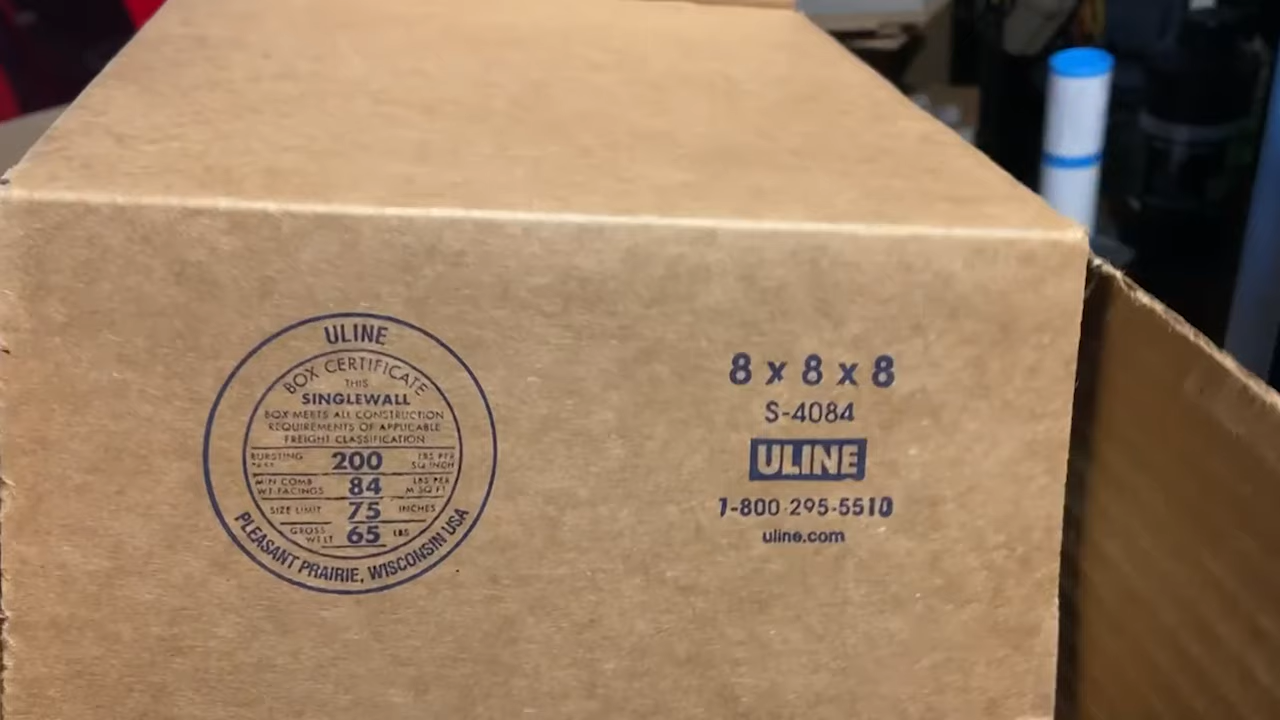 ULINE
BOX CERTIFICATE
THIS
SINGLEWALL
BOX MEETS ALL CONSTRUCTION
REQUIREMENTS OF APPLICABLE
FREIGHT CLASSIFICATION
BURSTING 200 LBS PER SQ INCH
MIN COMB WT FACINGS 84 LBS PER M SQ FT
SIZE LIMIT 75 INCHES
GROSS 65 LBS
PLEASANT PRAIRIE, WISCONSIN USA
8 x 8 x 8
S-4084
ULINE
1-800-295-5510
uline.com